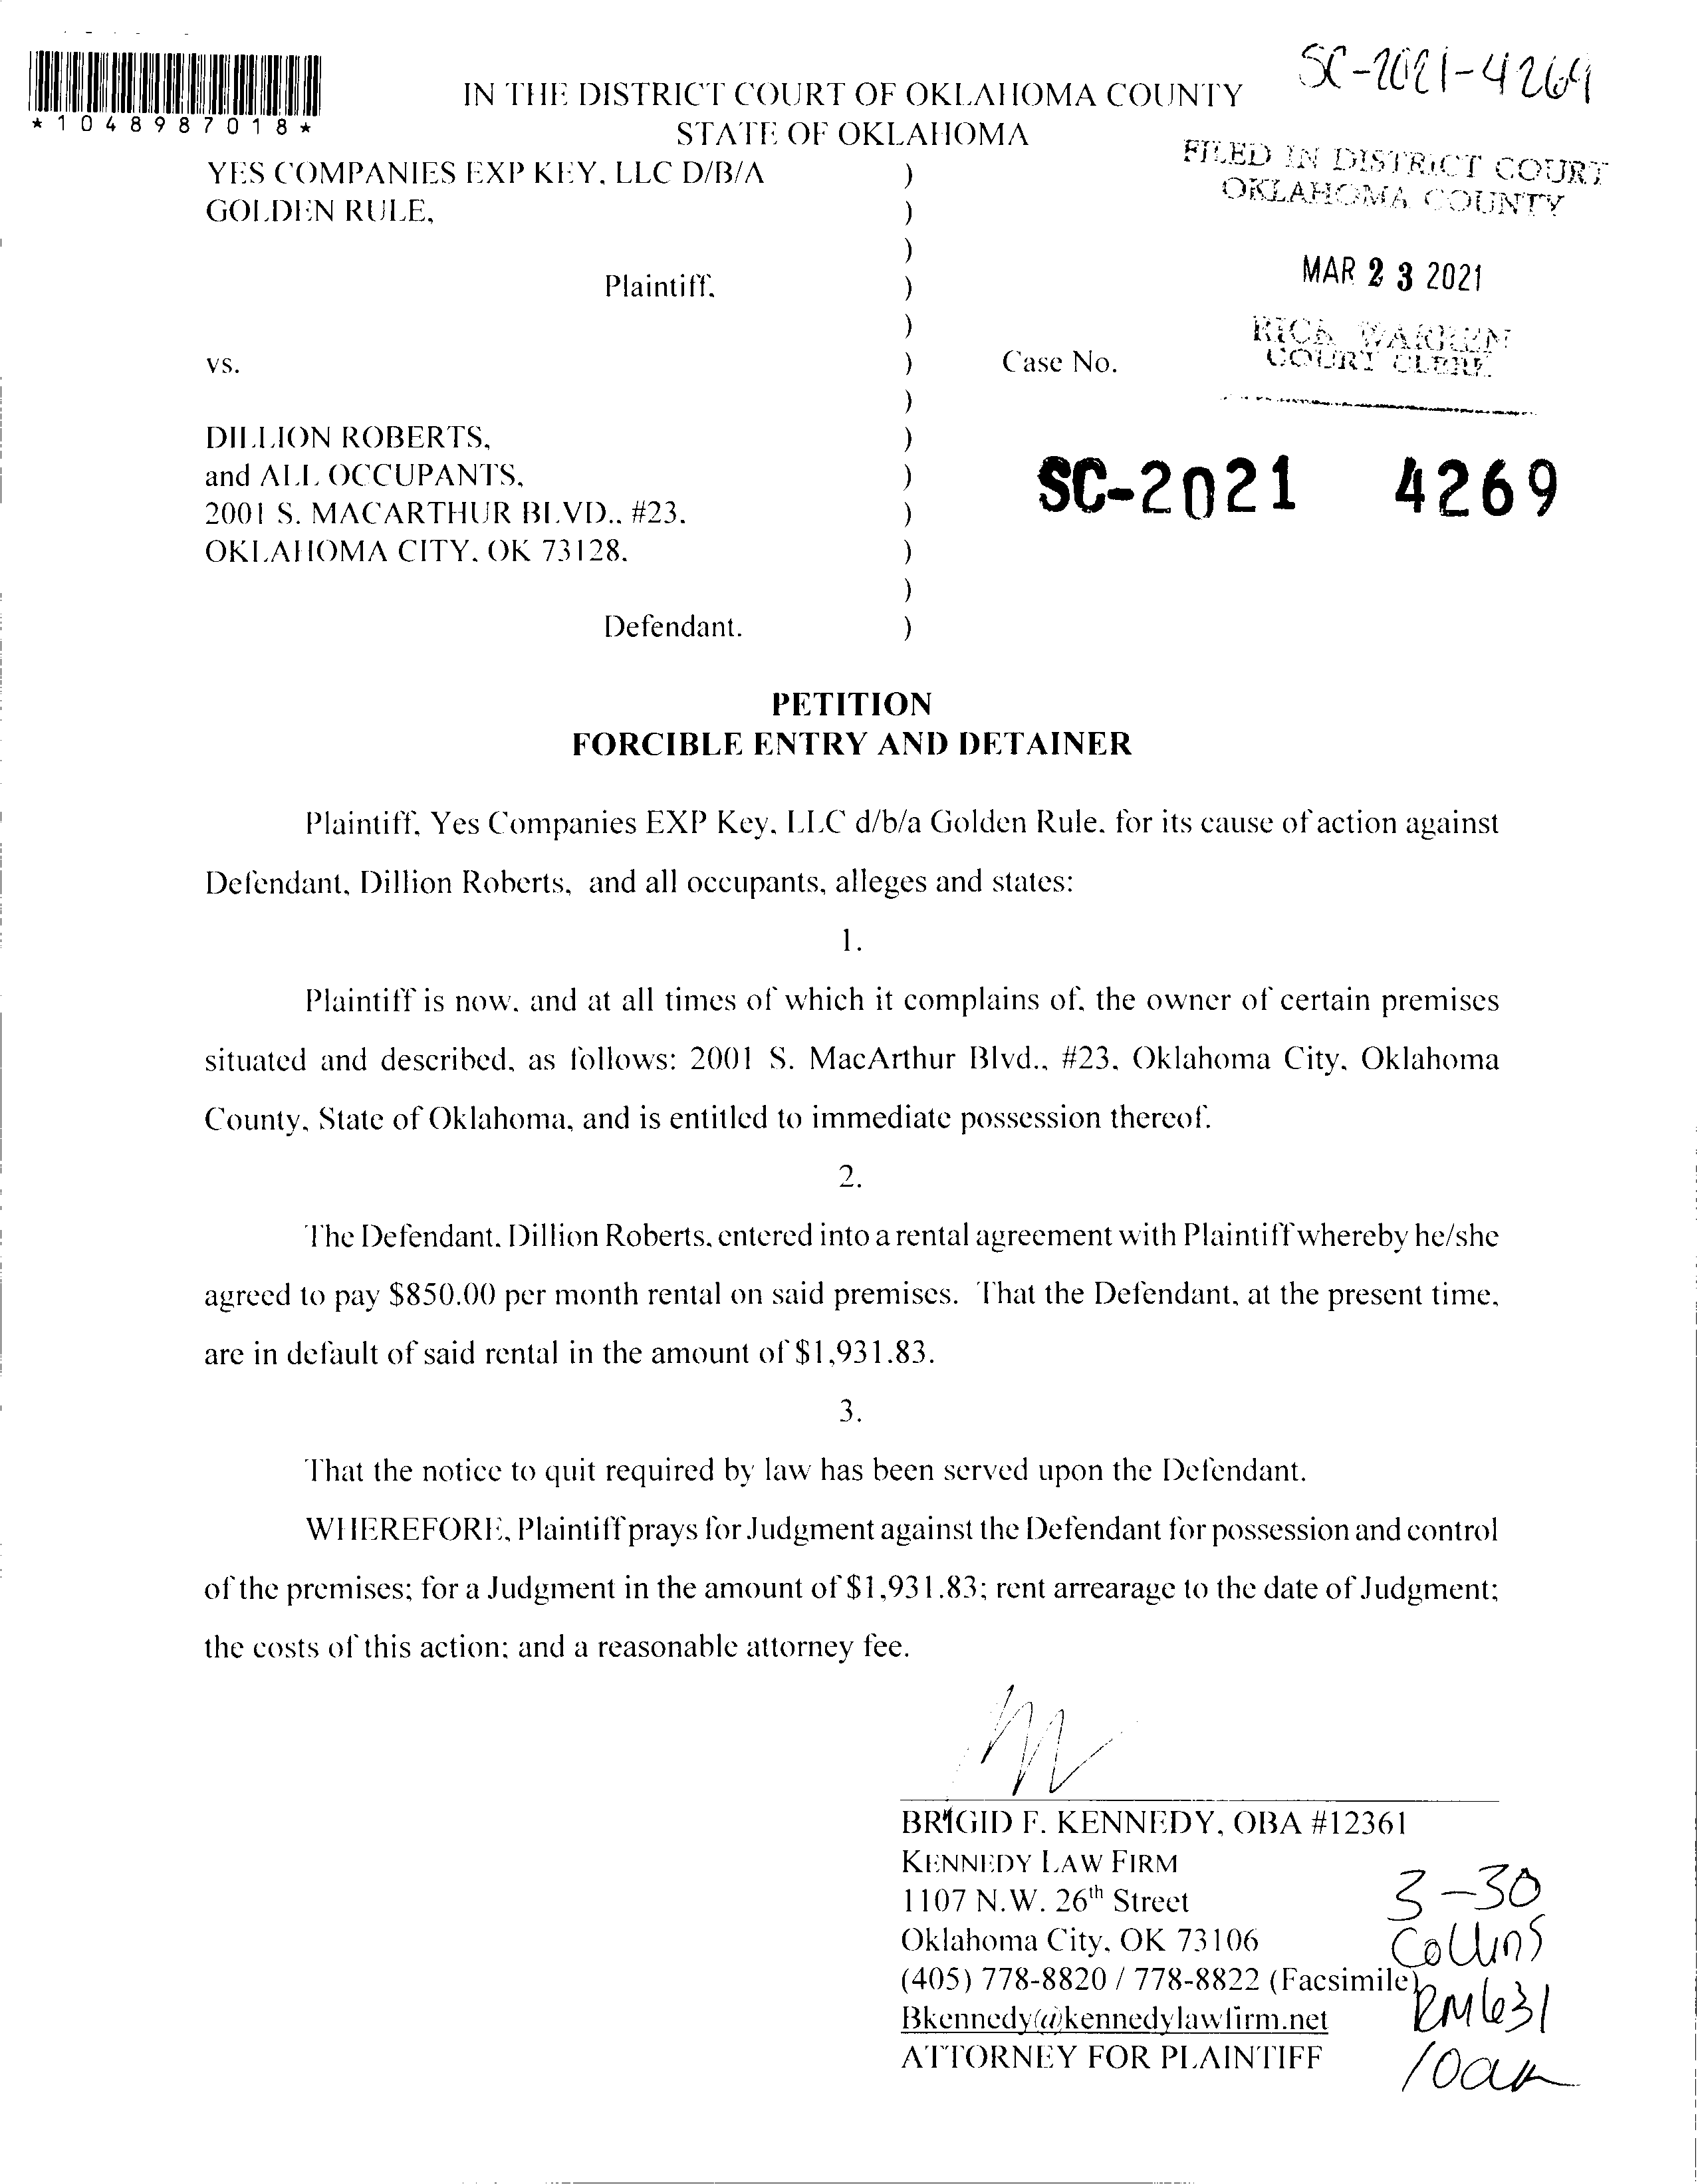 SC-2021-4269
*1048987018*
IN THE DISTRICT COURT OF OKLAHOMA COUNTY
STATE OF OKLAHOMA
FILED IN DISTRICT COURT
OKLAHOMA COUNTY
MAR 23 2021
RICK WARREN
COURT CLERK
YES COMPANIES EXP KEY, LLC D/B/A )
GOLDEN RULE, )
)
Plaintiff, )
)
vs. ) Case No.
)
DILLION ROBERTS, )
and ALL OCCUPANTS, ) SC-2021 4269
2001 S. MACARTHUR BLVD., #23, )
OKLAHOMA CITY, OK 73128, )
)
Defendant. )
PETITION
FORCIBLE ENTRY AND DETAINER
Plaintiff, Yes Companies EXP Key, LLC d/b/a Golden Rule, for its cause of action against
Defendant, Dillion Roberts, and all occupants, alleges and states:
1.
Plaintiff is now, and at all times of which it complains of, the owner of certain premises
situated and described, as follows: 2001 S. MacArthur Blvd., #23, Oklahoma City, Oklahoma
County, State of Oklahoma, and is entitled to immediate possession thereof.
2.
The Defendant, Dillion Roberts, entered into a rental agreement with Plaintiff whereby he/she
agreed to pay $850.00 per month rental on said premises. That the Defendant, at the present time,
are in default of said rental in the amount of $1,931.83.
3.
That the notice to quit required by law has been served upon the Defendant.
WHEREFORE, Plaintiff prays for Judgment against the Defendant for possession and control
of the premises; for a Judgment in the amount of $1,931.83; rent arrearage to the date of Judgment;
the costs of this action; and a reasonable attorney fee.
BRIGID F. KENNEDY, OBA #12361
KENNEDY LAW FIRM
1107 N.W. 26th Street
Oklahoma City, OK 73106
(405) 778-8820 / 778-8822 (Facsimile)
Bkennedy@kennedylawfirm.net
ATTORNEY FOR PLAINTIFF
3-30
Collins
RM631
10am